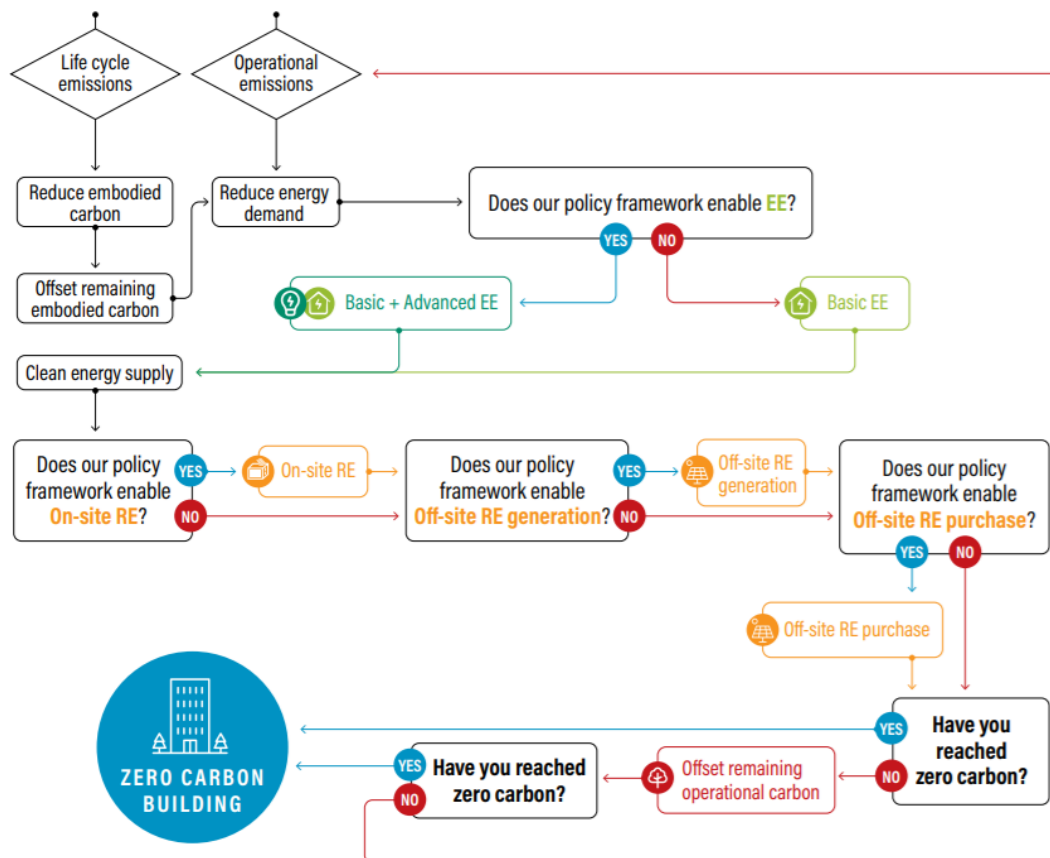 Life cycle
emissions
Operational
emissions
Reduce embodied
carbon
Reduce energy
demand
Does our policy framework enable EE?
YES
NO
Offset remaining
embodied carbon
Basic + Advanced EE
Basic EE
Clean energy supply
Does our policy
framework enable
On-site RE?
YES
NO
On-site RE
Does our policy
framework enable
Off-site RE generation?
YES
NO
Off-site RE
generation
Does our policy
framework enable
Off-site RE purchase?
YES
NO
Off-site RE purchase
Have you
reached
zero carbon?
YES
NO
Offset remaining
operational carbon
Have you reached
zero carbon?
YES
NO
ZERO CARBON
BUILDING